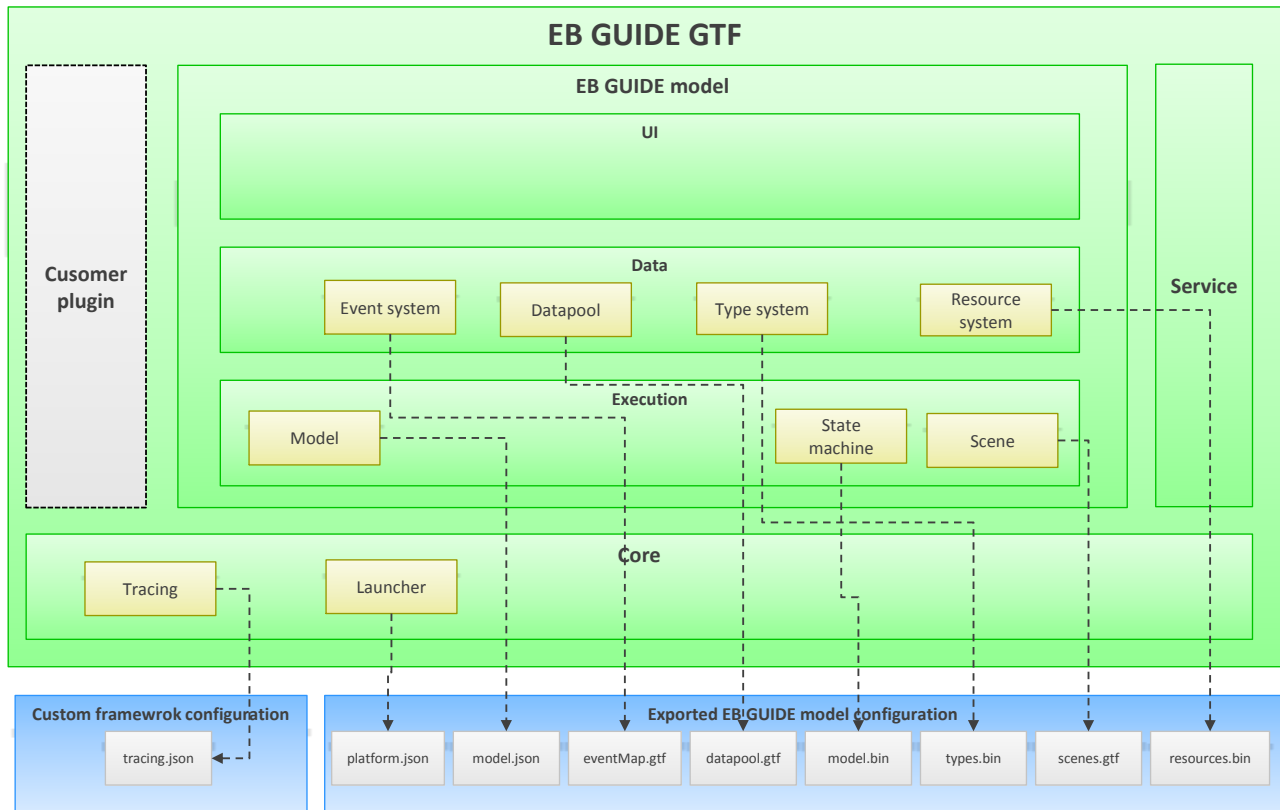 EB GUIDE GTF
EB GUIDE model
UI
Cusomer
plugin
Data
Event system
Datapool
Type system
Resource
system
Service
Execution
Model
State
machine
Scene
Core
Tracing
Launcher
Custom framewrok configuration
tracing.json
Exported EB GUIDE model configuration
platform.json
model.json
eventMap.gtf
datapool.gtf
model.bin
types.bin
scenes.gtf
resources.bin